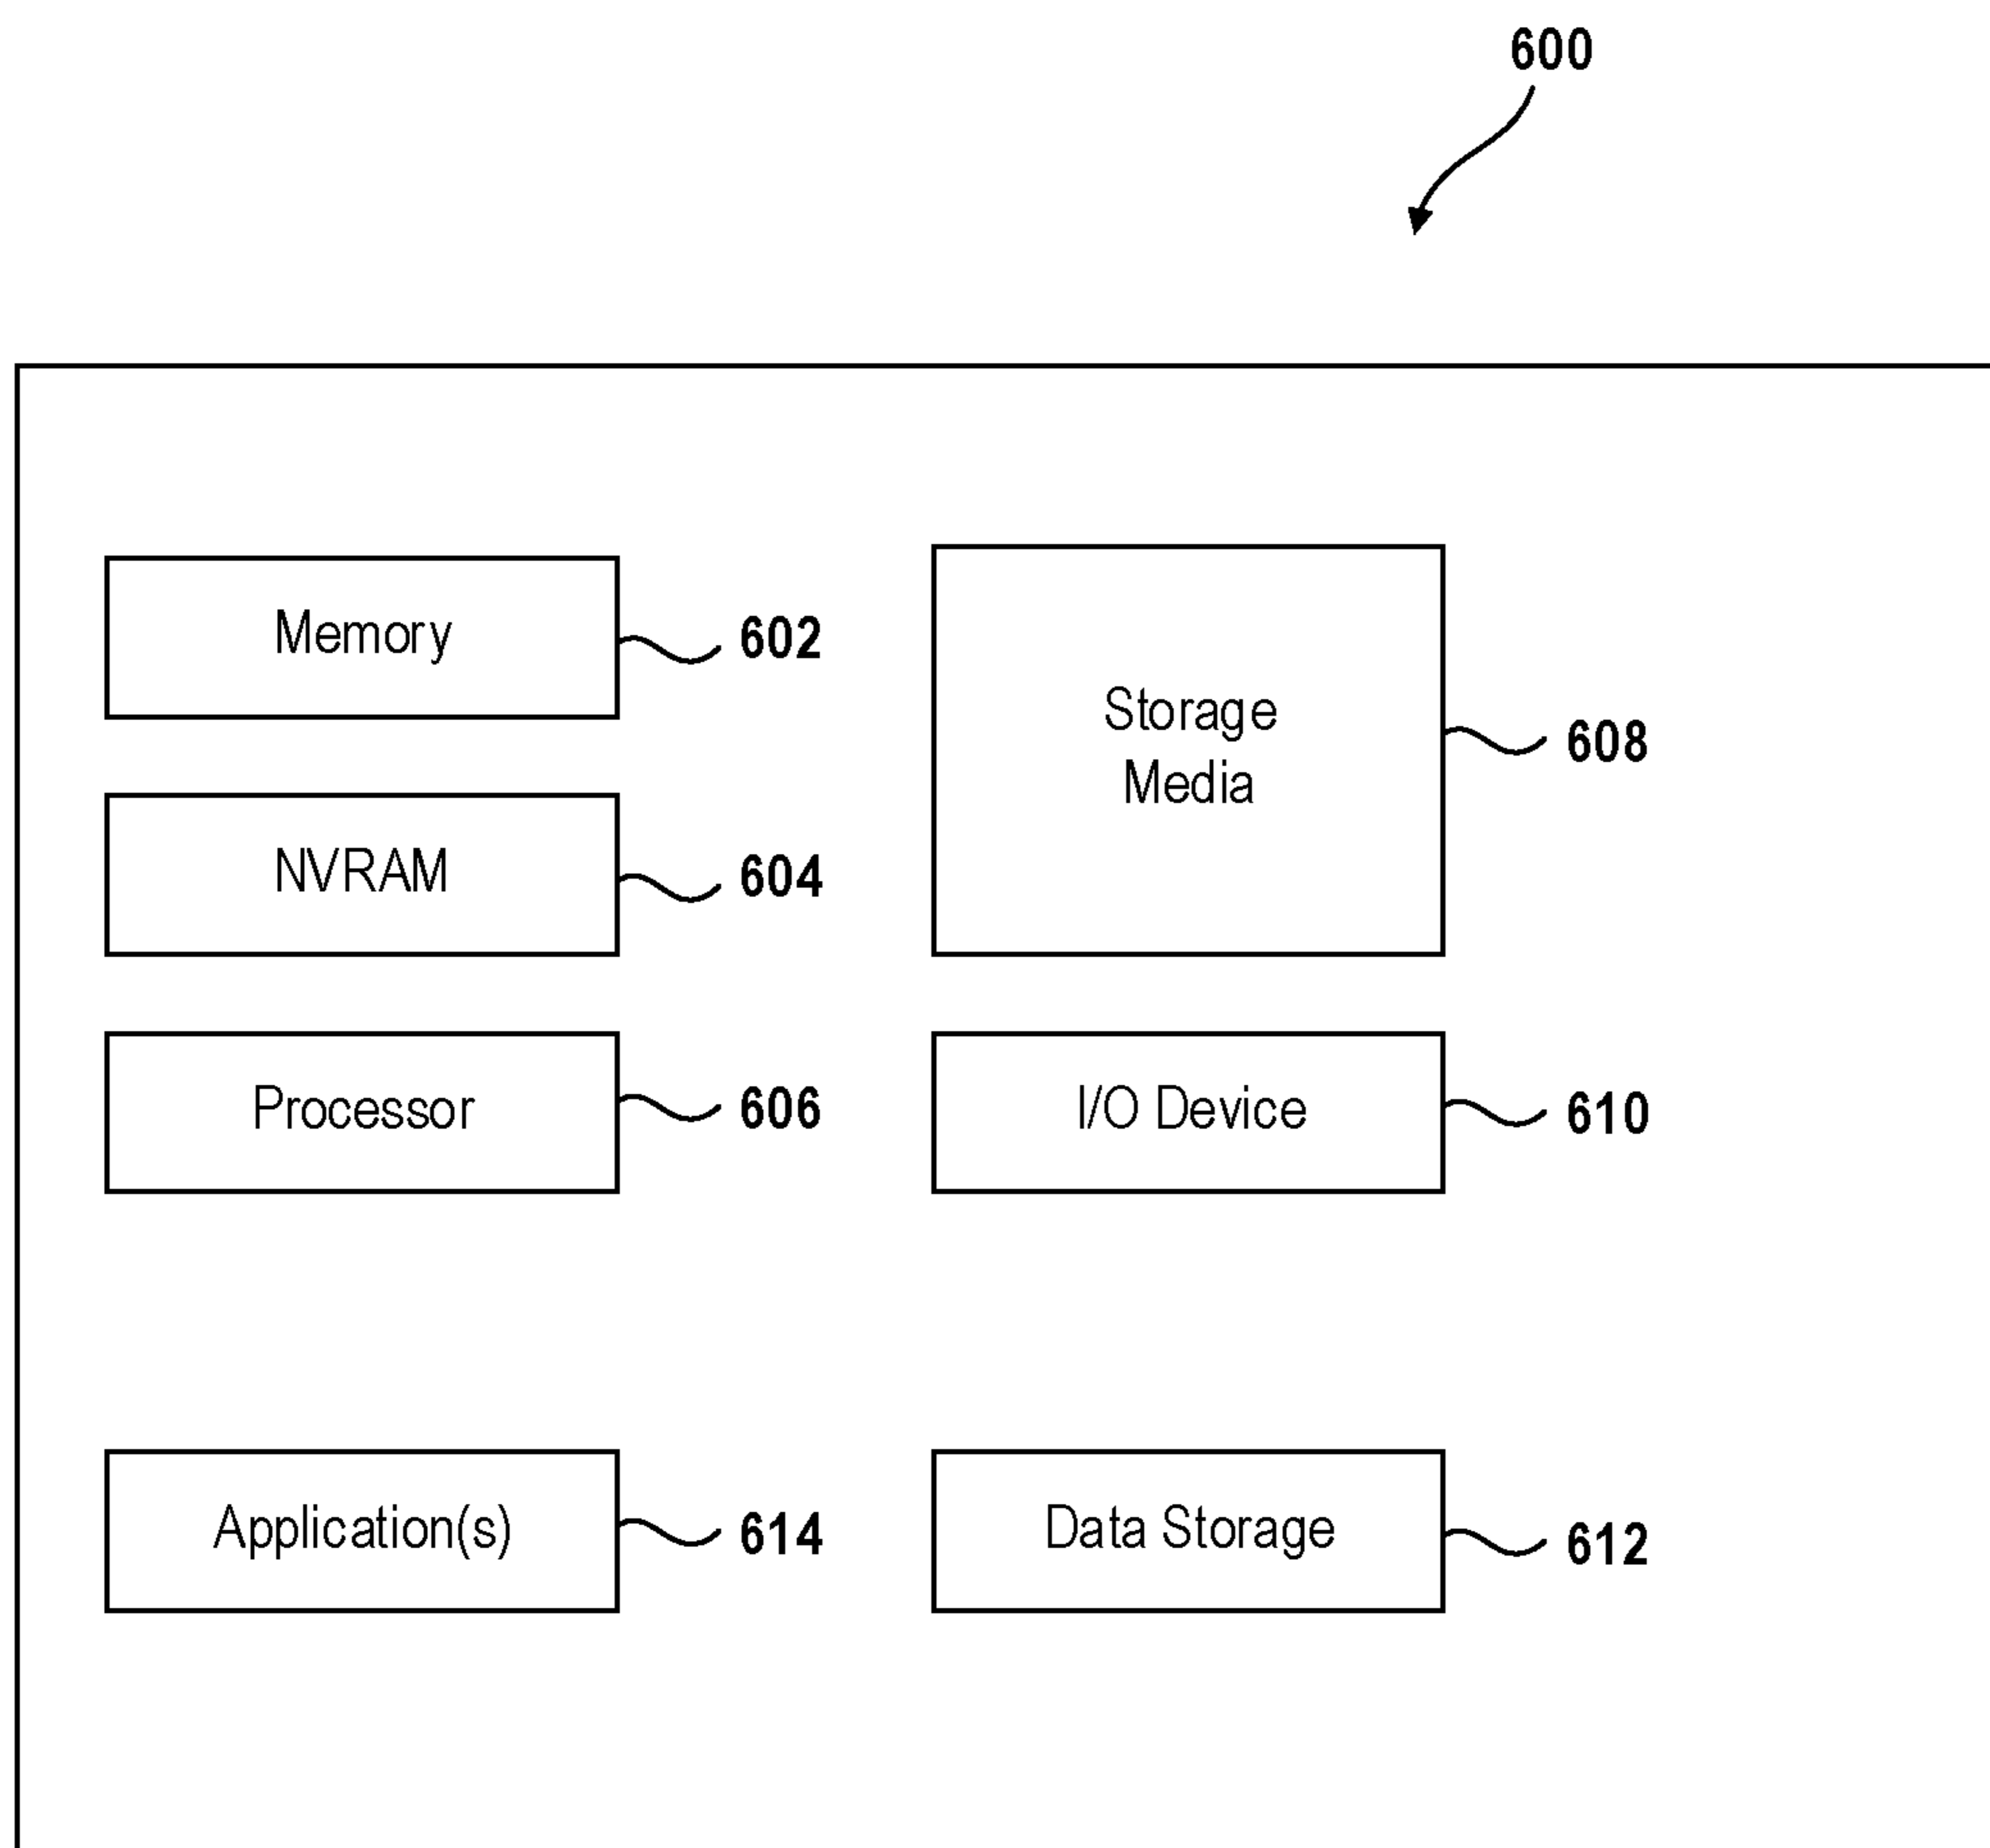 600
Memory
602
Storage
Media
608
NVRAM
604
Processor
606
I/O Device
610
Application(s)
614
Data Storage
612